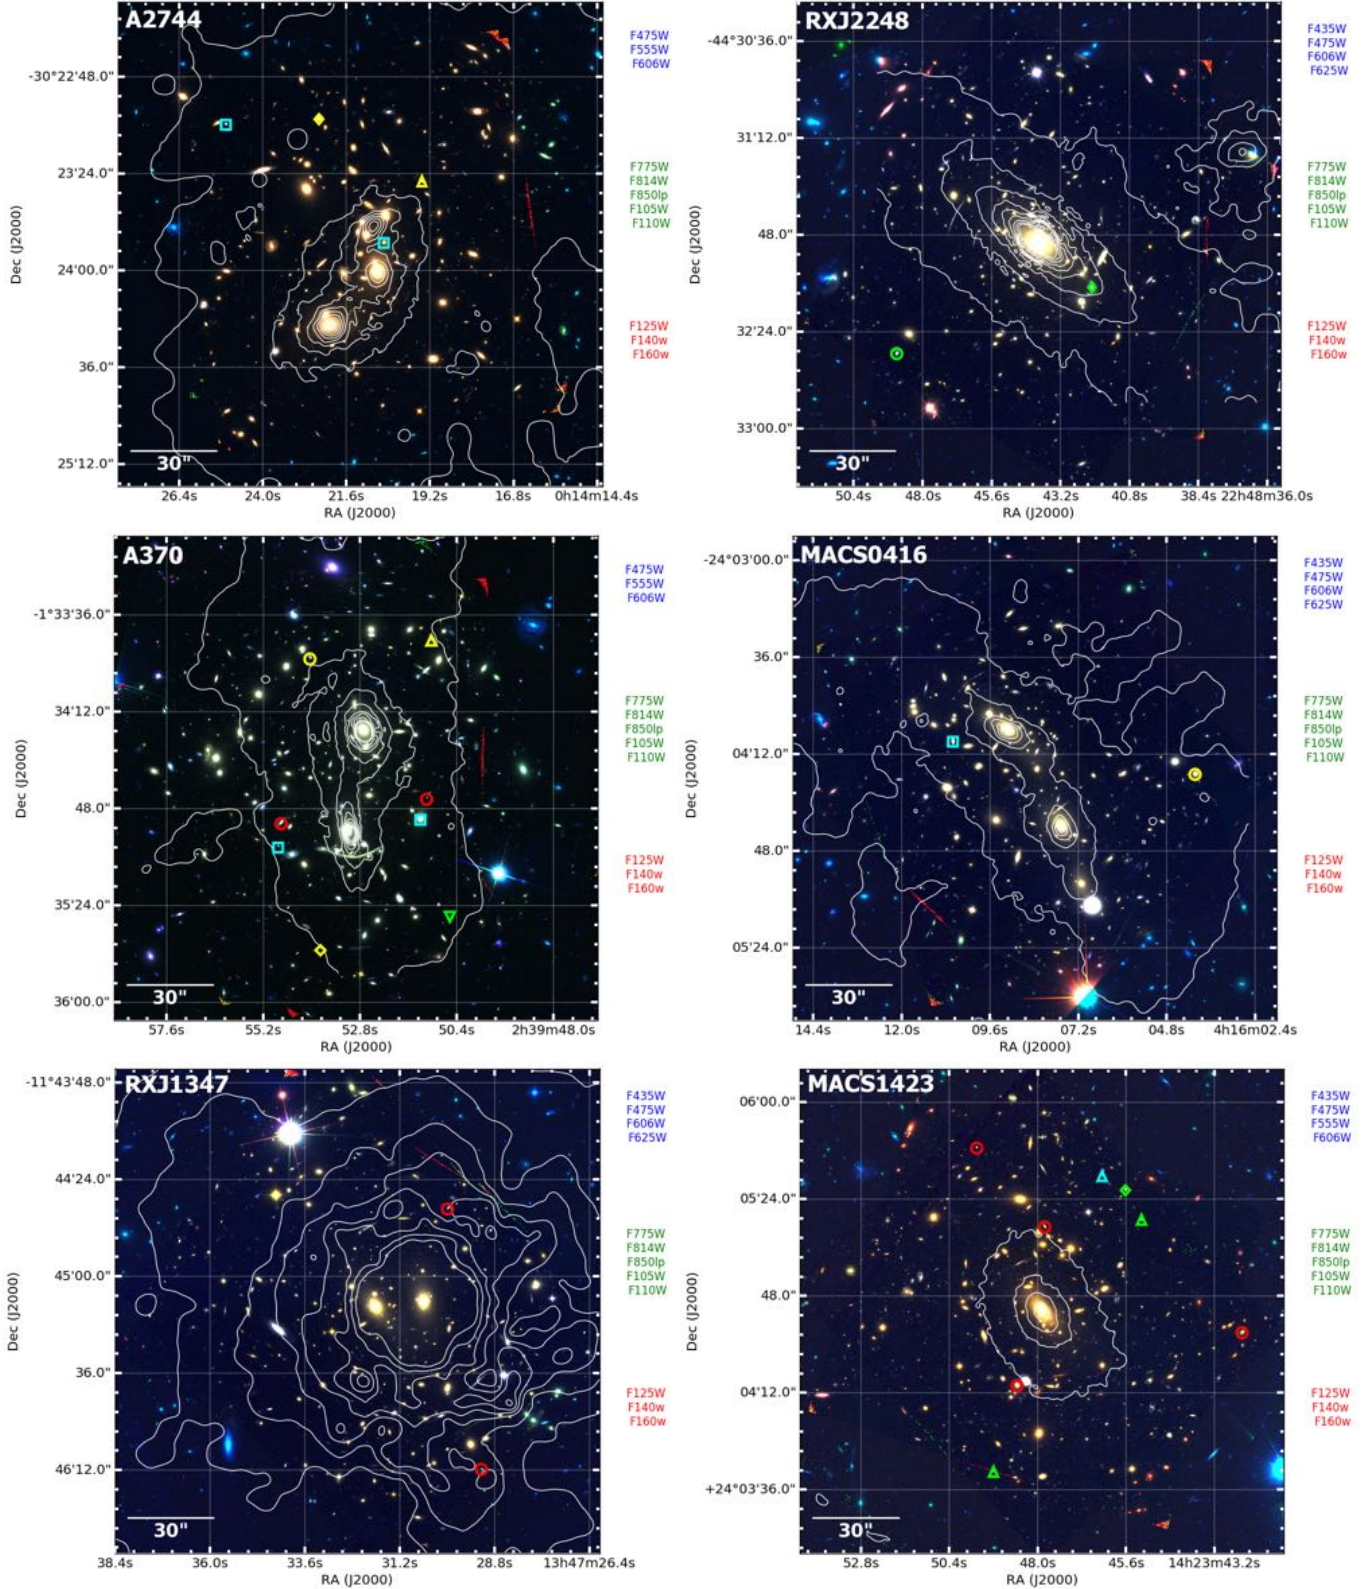 A2744
F475W
F555W
F606W
F775W
F814W
F850lp
F105W
F110W
F125W
F140w
F160w
-30°22'48.0"
23'24.0"
24'00.0"
36.0"
25'12.0"
Dec (J2000)
30"
26.4s 24.0s 21.6s 19.2s 16.8s 0h14m14.4s
RA (J2000)
RXJ2248
F435W
F475W
F606W
F625W
F775W
F814W
F850lp
F105W
F110W
F125W
F140w
F160w
-44°30'36.0"
31'12.0"
48.0"
32'24.0"
33'00.0"
Dec (J2000)
30"
50.4s 48.0s 45.6s 43.2s 40.8s 38.4s 22h48m36.0s
RA (J2000)
A370
F475W
F555W
F606W
F775W
F814W
F850lp
F105W
F110W
F125W
F140w
F160w
-1°33'36.0"
34'12.0"
48.0"
35'24.0"
36'00.0"
Dec (J2000)
30"
57.6s 55.2s 52.8s 50.4s 2h39m48.0s
RA (J2000)
MACS0416
F435W
F475W
F606W
F625W
F775W
F814W
F850lp
F105W
F110W
F125W
F140w
F160w
-24°03'00.0"
36.0"
04'12.0"
48.0"
05'24.0"
Dec (J2000)
30"
14.4s 12.0s 09.6s 07.2s 04.8s 4h16m02.4s
RA (J2000)
RXJ1347
F435W
F475W
F606W
F625W
F775W
F814W
F850lp
F105W
F110W
F125W
F140w
F160w
-11°43'48.0"
44'24.0"
45'00.0"
36.0"
46'12.0"
Dec (J2000)
30"
38.4s 36.0s 33.6s 31.2s 28.8s 13h47m26.4s
RA (J2000)
MACS1423
F435W
F475W
F555W
F606W
F775W
F814W
F850lp
F105W
F110W
F125W
F140w
F160w
06'00.0"
05'24.0"
48.0"
04'12.0"
+24°03'36.0"
Dec (J2000)
30"
52.8s 50.4s 48.0s 45.6s 14h23m43.2s
RA (J2000)